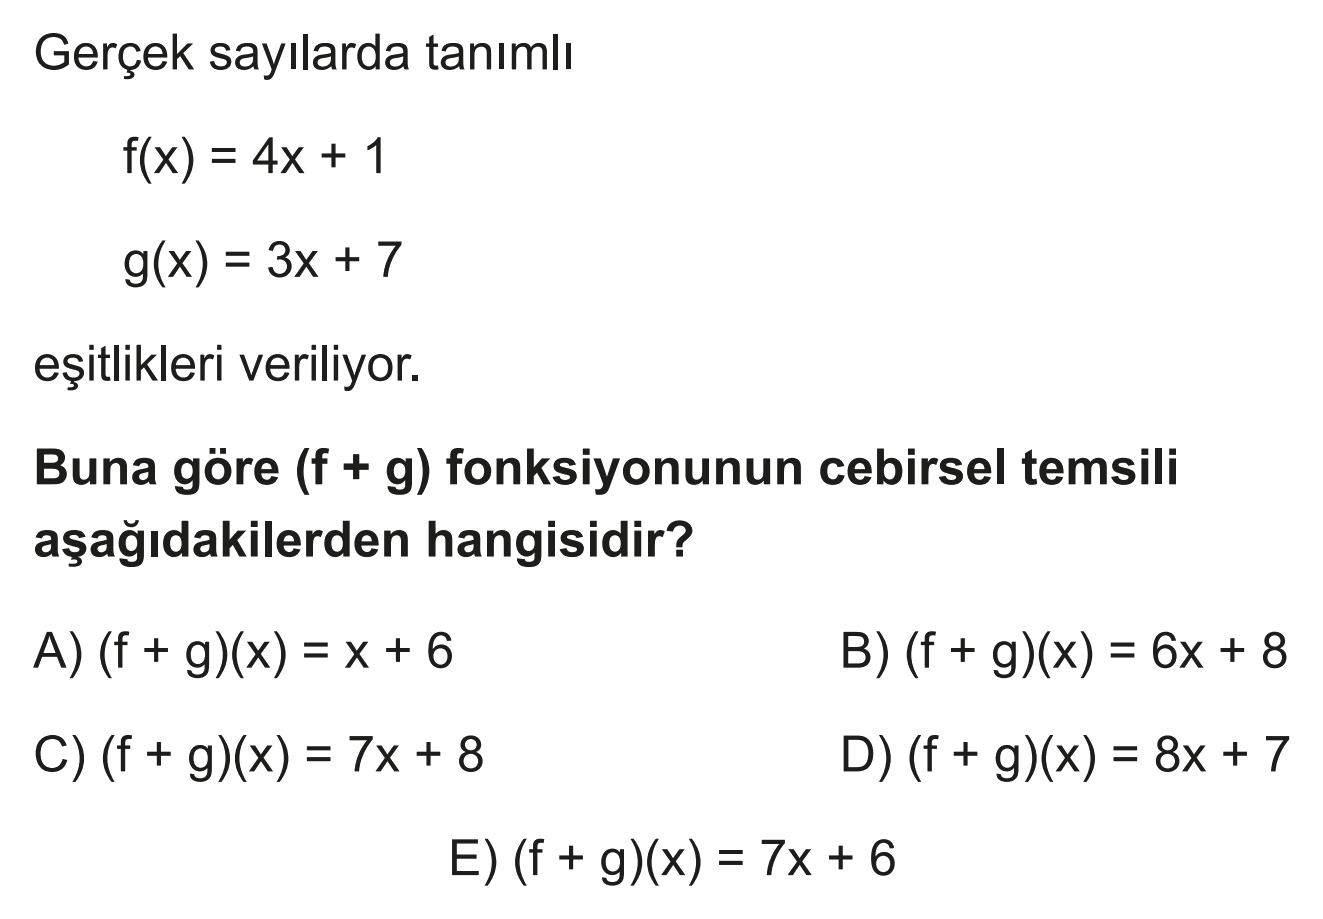 Gerçek sayılarda tanımlı
f(x) = 4x + 1
g(x) = 3x + 7
eşitlikleri veriliyor.
Buna göre (f + g) fonksiyonunun cebirsel temsili
aşağıdakilerden hangisidir?
A) (f + g)(x) = x + 6 B) (f + g)(x) = 6x + 8
C) (f + g)(x) = 7x + 8 D) (f + g)(x) = 8x + 7
E) (f + g)(x) = 7x + 6